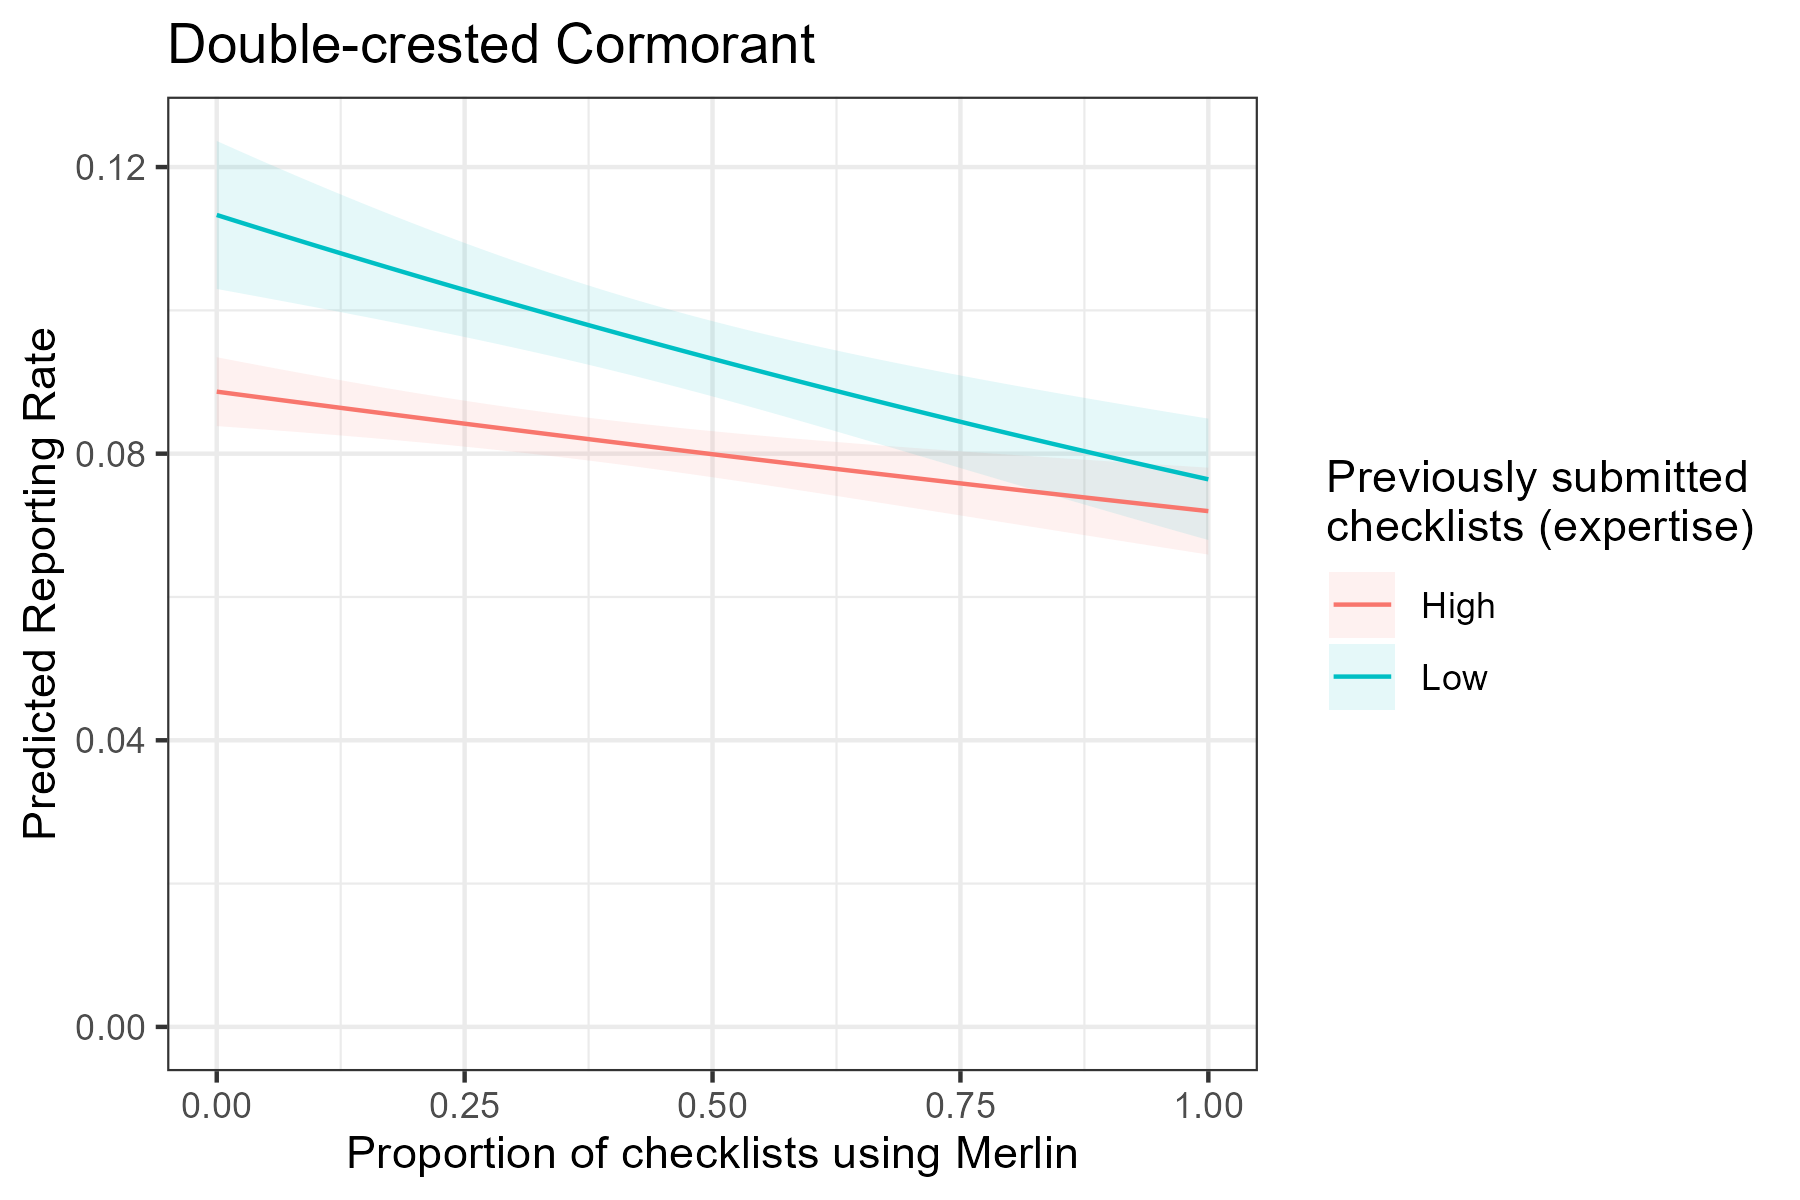 Double-crested Cormorant
Predicted Reporting Rate
0.12
0.08
0.04
0.00
0.00 0.25 0.50 0.75 1.00
Proportion of checklists using Merlin
Previously submitted
checklists (expertise)
High
Low